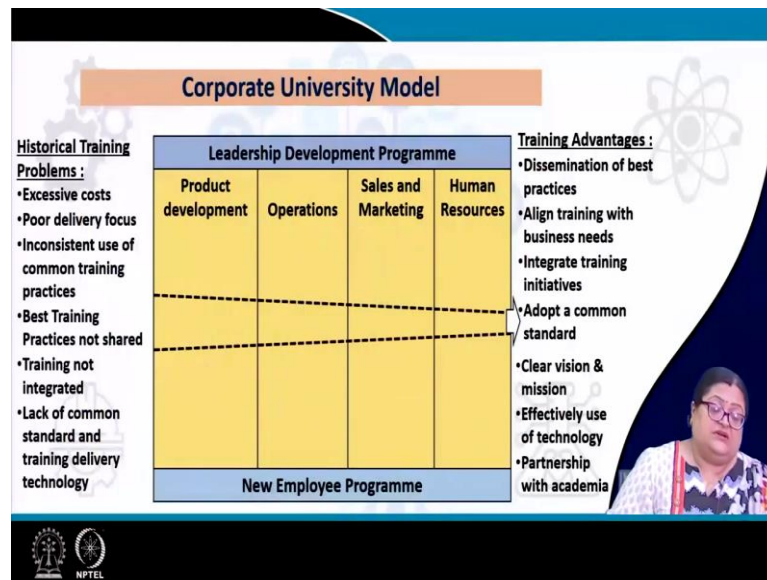 Corporate University Model
Historical Training
Problems :
•Excessive costs
•Poor delivery focus
•Inconsistent use of
common training
practices
•Best Training
Practices not shared
•Training not
integrated
•Lack of common
standard and
training delivery
technology
Leadership Development Programme
Product
development
Operations
Sales and
Marketing
Human
Resources
New Employee Programme
Training Advantages :
•Dissemination of best
practices
•Align training with
business needs
•Integrate training
initiatives
•Adopt a common
standard
•Clear vision &
mission
•Effectively use
of technology
•Partnership
with academia
NPTEL